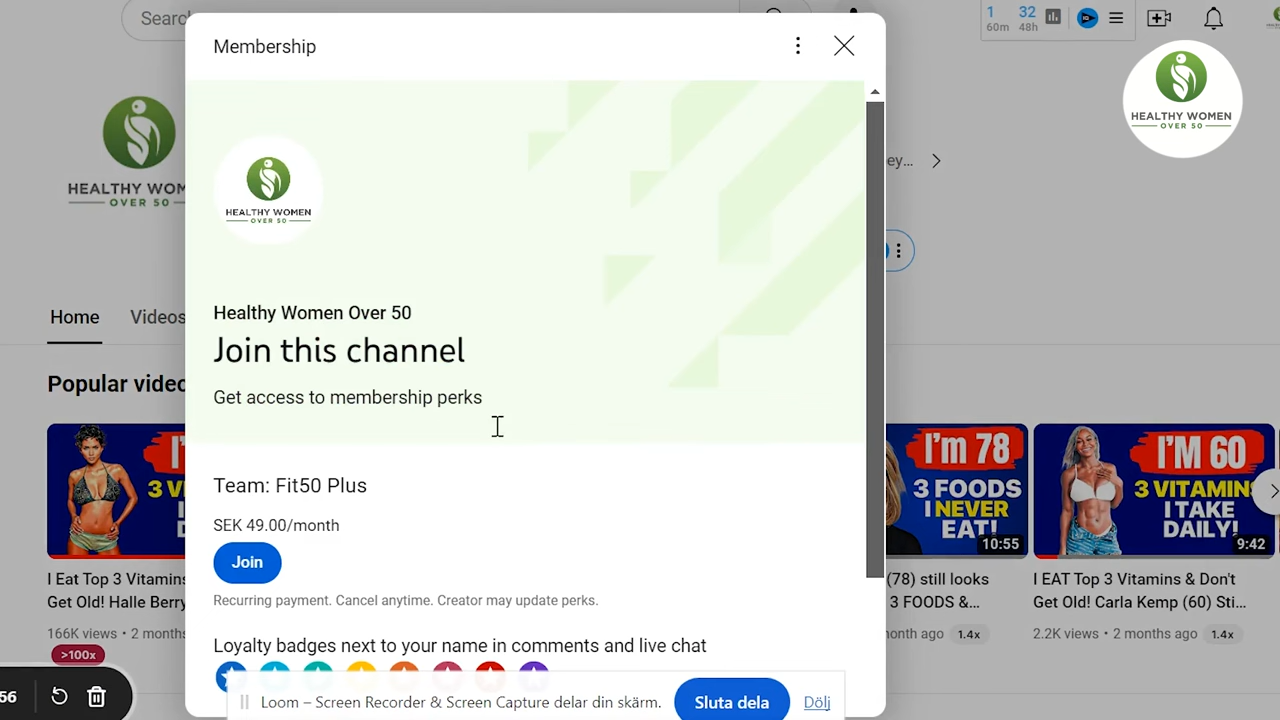 Searc
1 32
60m 48h
Membership
HEALTHY WOMEN
OVER 50
HEALTHY WOM
OVER 50
HEALTHY WOMEN
OVER 50
ey...
Healthy Women Over 50
Join this channel
Get access to membership perks
Home Videos
Popular video
Team: Fit50 Plus
SEK 49.00/month
Join
Recurring payment. Cancel anytime. Creator may update perks.
Loyalty badges next to your name in comments and live chat
I'm 78
3 FOODS
I NEVER
EAT!
10:55
I'M 60
3 VITAMIN
I TAKE
DAILY!
9:42
I Eat Top 3 Vitamins
Get Old! Halle Berry
166K views • 2 months
>100x
(78) still looks
3 FOODS &...
onth ago 1.4x
I EAT Top 3 Vitamins & Don't
Get Old! Carla Kemp (60) Sti...
2.2K views • 2 months ago 1.4x
56
Loom – Screen Recorder & Screen Capture delar din skärm.
Sluta dela
Dölj